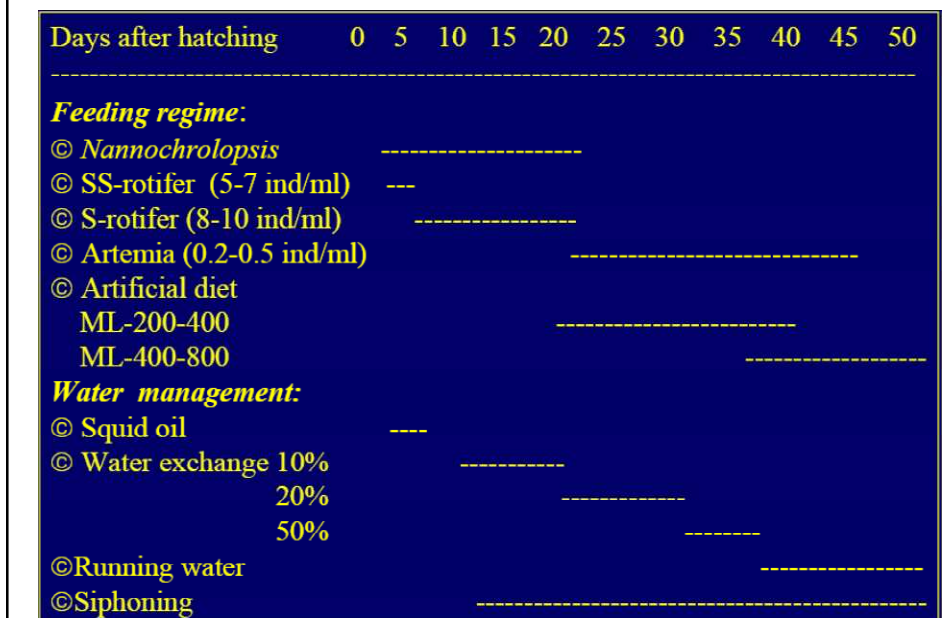 Days after hatching 0 5 10 15 20 25 30 35 40 45 50
Feeding regime:
© Nannochrolopsis
© SS-rotifer (5-7 ind/ml)
© S-rotifer (8-10 ind/ml)
© Artemia (0.2-0.5 ind/ml)
© Artificial diet
ML-200-400
ML-400-800
Water management:
© Squid oil
© Water exchange 10%
20%
50%
©Running water
©Siphoning